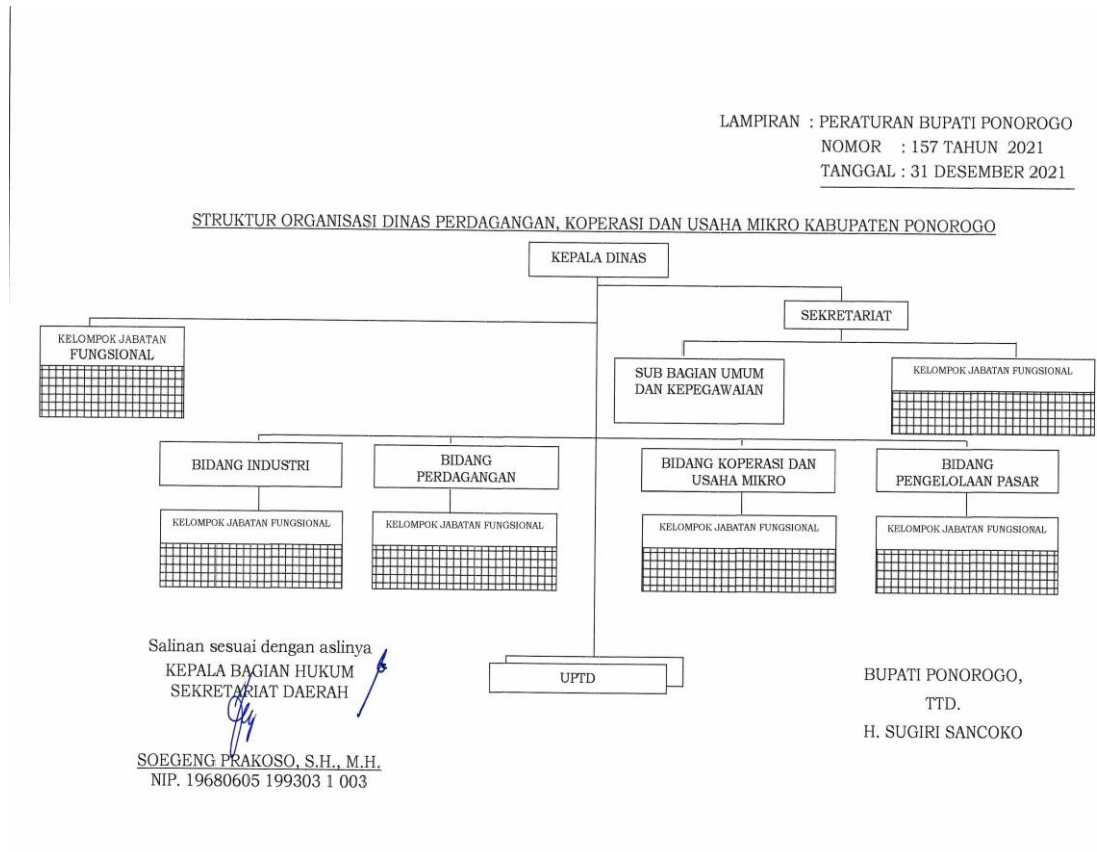 LAMPIRAN : PERATURAN BUPATI PONOROGO
NOMOR : 157 TAHUN 2021
TANGGAL : 31 DESEMBER 2021
STRUKTUR ORGANISASI DINAS PERDAGANGAN, KOPERASI DAN USAHA MIKRO KABUPATEN PONOROGO
KEPALA DINAS
SEKRETARIAT
KELOMPOK JABATAN
FUNGSIONAL
SUB BAGIAN UMUM
DAN KEPEGAWAIAN
KELOMPOK JABATAN FUNGSIONAL
BIDANG INDUSTRI
BIDANG
PERDAGANGAN
BIDANG KOPERASI DAN
USAHA MIKRO
BIDANG
PENGELOLAAN PASAR
KELOMPOK JABATAN FUNGSIONAL
KELOMPOK JABATAN FUNGSIONAL
KELOMPOK JABATAN FUNGSIONAL
KELOMPOK JABATAN FUNGSIONAL
UPTD
Salinan sesuai dengan aslinya
KEPALA BAGIAN HUKUM
SEKRETARIAT DAERAH
SOEGENG PRAKOSO, S.H., M.H.
NIP. 19680605 199303 1 003
BUPATI PONOROGO,
TTD.
H. SUGIRI SANCOKO